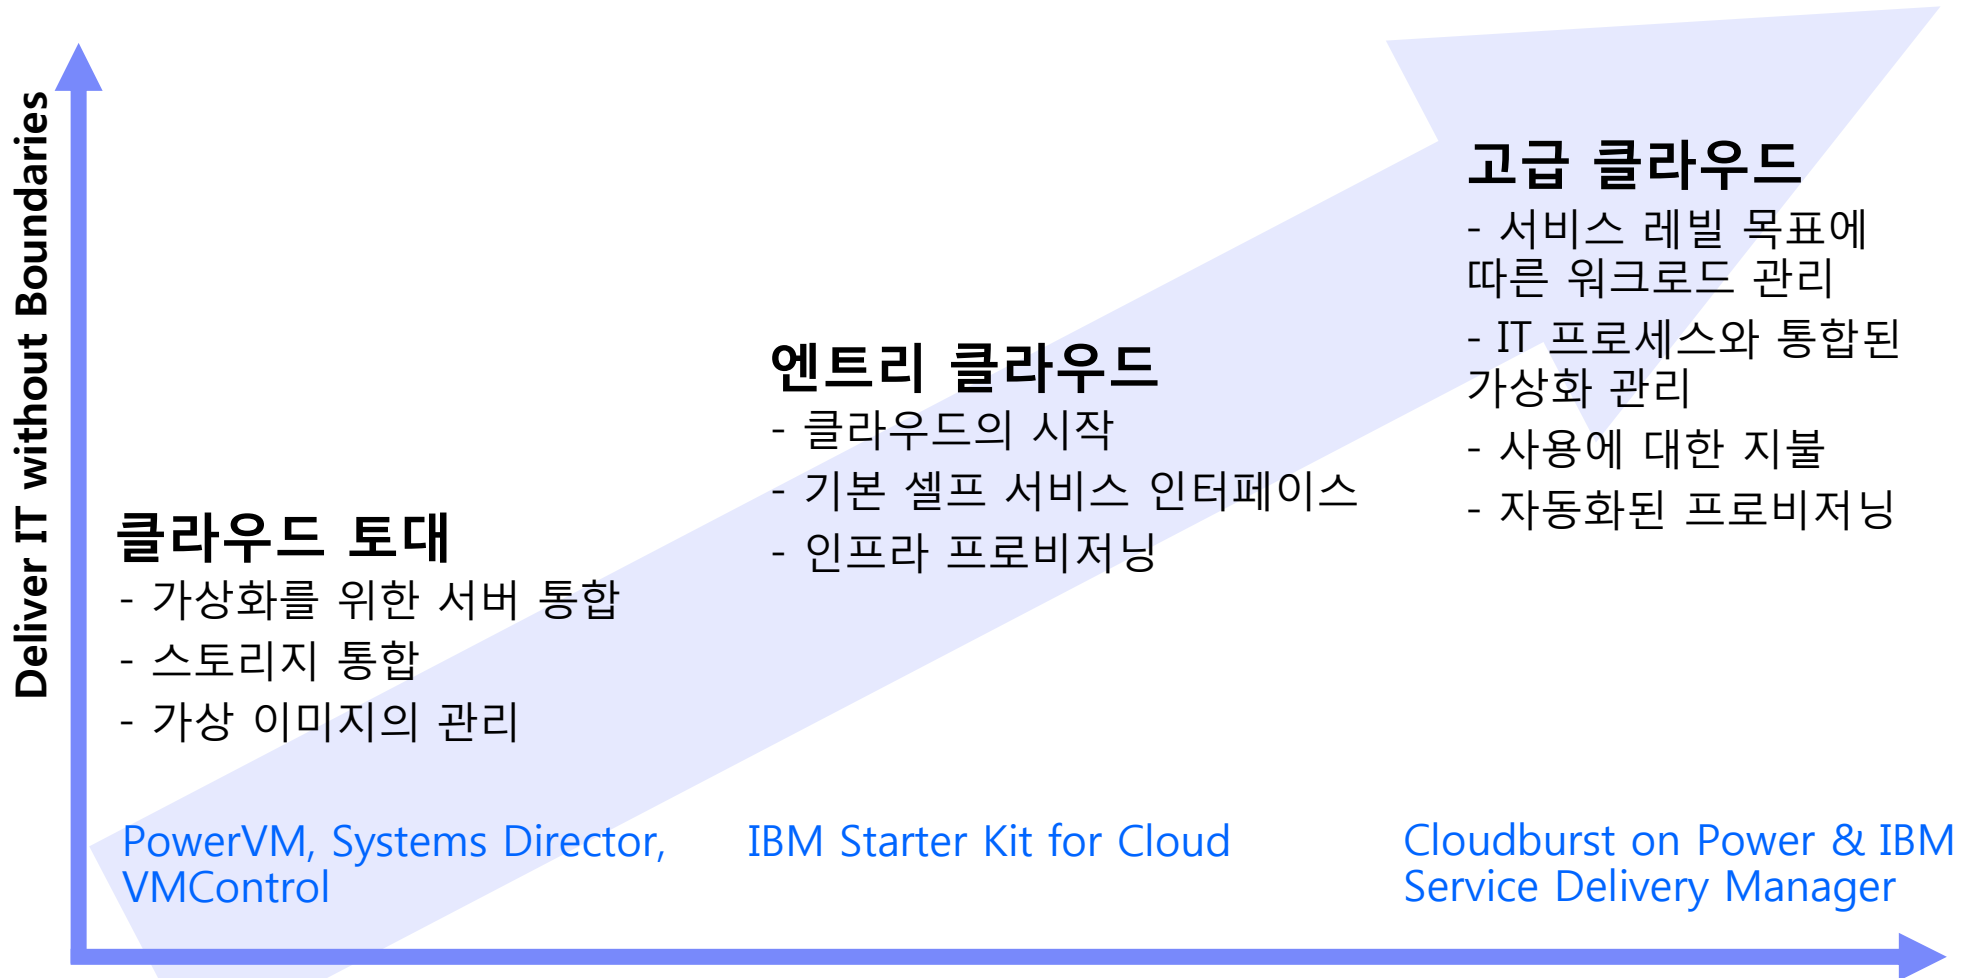 Deliver IT without Boundaries
고급 클라우드
- 서비스 레빌 목표에
따른 워크로드 관리
- IT 프로세스와 통합된
가상화 관리
- 사용에 대한 지불
- 자동화된 프로비저닝
엔트리 클라우드
- 클라우드의 시작
- 기본 셀프 서비스 인터페이스
- 인프라 프로비저닝
클라우드 토대
- 가상화를 위한 서버 통합
- 스토리지 통합
- 가상 이미지의 관리
PowerVM, Systems Director,
VMControl
IBM Starter Kit for Cloud
Cloudburst on Power & IBM
Service Delivery Manager